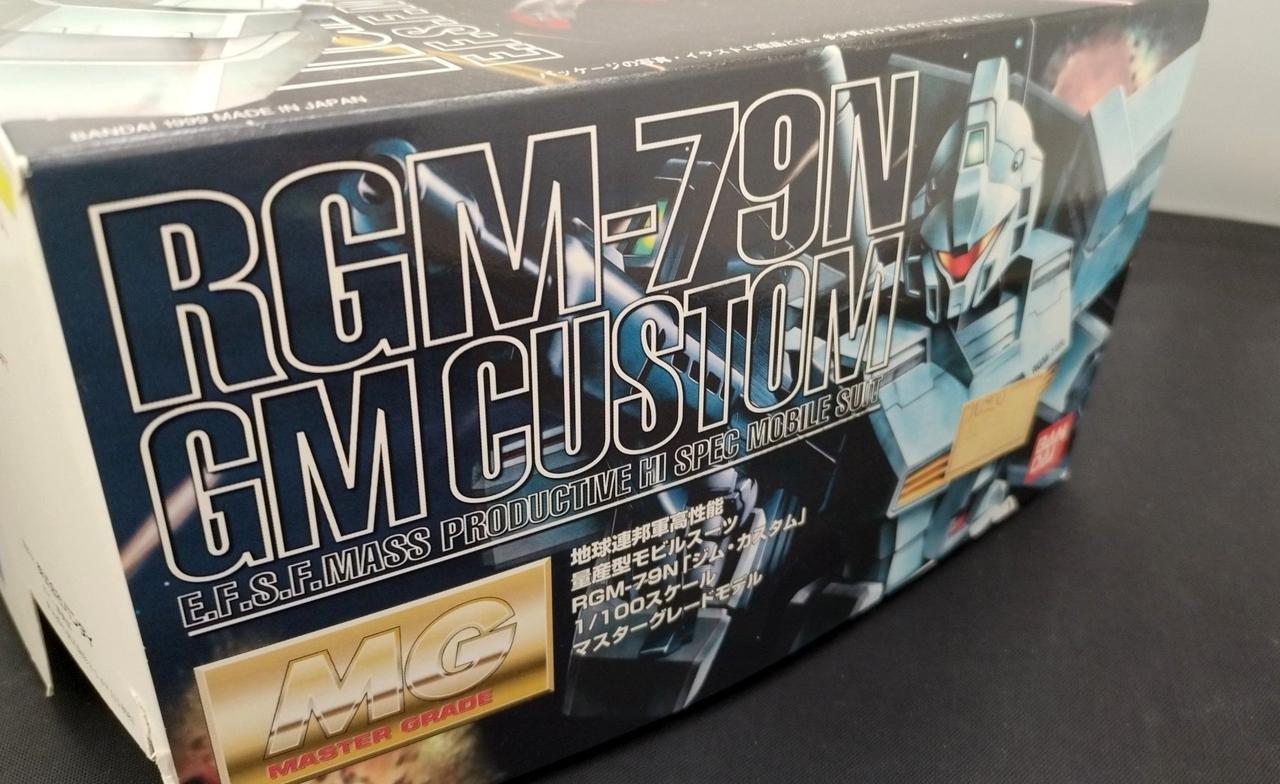 BANDAI 1999 MADE IN JAPAN
RGM-79N
GM CUSTOM
E.F.S.F. MASS PRODUCTIVE HI SPEC MOBILE SUIT
地球連邦軍高性能
量産型モビルスーツ
RGM-79N「ジム・カスタム」
1/100スケール
マスターグレードモデル
MG
MASTER GRADE
BAN
DAI